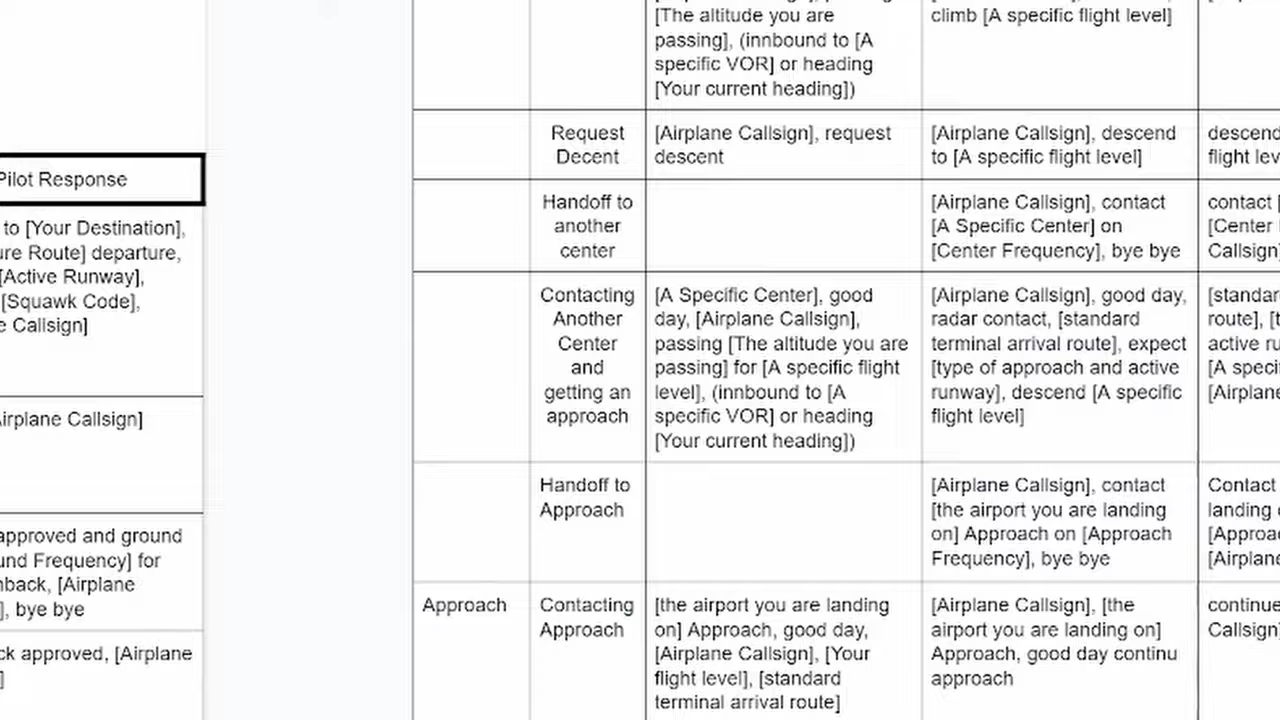 Pilot Response
to [Your Destination],
ure Route] departure,
[Active Runway],
[Squawk Code],
e Callsign]
Airplane Callsign]
approved and ground
und Frequency] for
hback, [Airplane
], bye bye
ck approved, [Airplane
]
[The altitude you are
passing], (innbound to [A
specific VOR] or heading
[Your current heading])
climb [A specific flight level]
Request
Decent
[Airplane Callsign], request
descent
[Airplane Callsign], descend
to [A specific flight level]
descend
flight lev
Handoff to
another
center
[Airplane Callsign], contact
[A Specific Center] on
[Center Frequency], bye bye
contact [
[Center
Callsign]
Contacting
Another
Center
and
getting an
approach
[A Specific Center], good
day, [Airplane Callsign],
passing [The altitude you are
passing] for [A specific flight
level], (innbound to [A
specific VOR] or heading
[Your current heading])
[Airplane Callsign], good day,
radar contact, [standard
terminal arrival route], expect
[type of approach and active
runway], descend [A specific
flight level]
[standar
route], [t
active ru
[A speci
[Airplane
Handoff to
Approach
[Airplane Callsign], contact
[the airport you are landing
on] Approach on [Approach
Frequency], bye bye
Contact
landing
[Approa
[Airplane
Approach
Contacting
Approach
[the airport you are landing
on] Approach, good day,
[Airplane Callsign], [Your
flight level], [standard
terminal arrival route]
[Airplane Callsign], [the
airport you are landing on]
Approach, good day continu
approach
continue
Callsign]